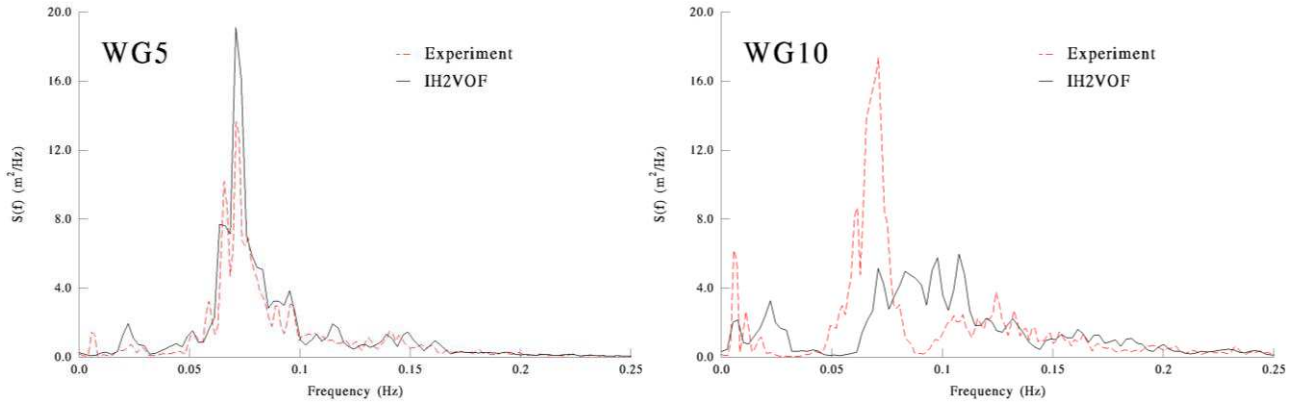 20.0
16.0
12.0
8.0
4.0
0.0
S(f) (m²/Hz)
WG5
Experiment
IH2VOF
0.0 0.05 0.1 0.15 0.2 0.25
Frequency (Hz)
20.0
16.0
12.0
8.0
4.0
0.0
S(f) (m²/Hz)
WG10
Experiment
IH2VOF
0.0 0.05 0.1 0.15 0.2 0.25
Frequency (Hz)